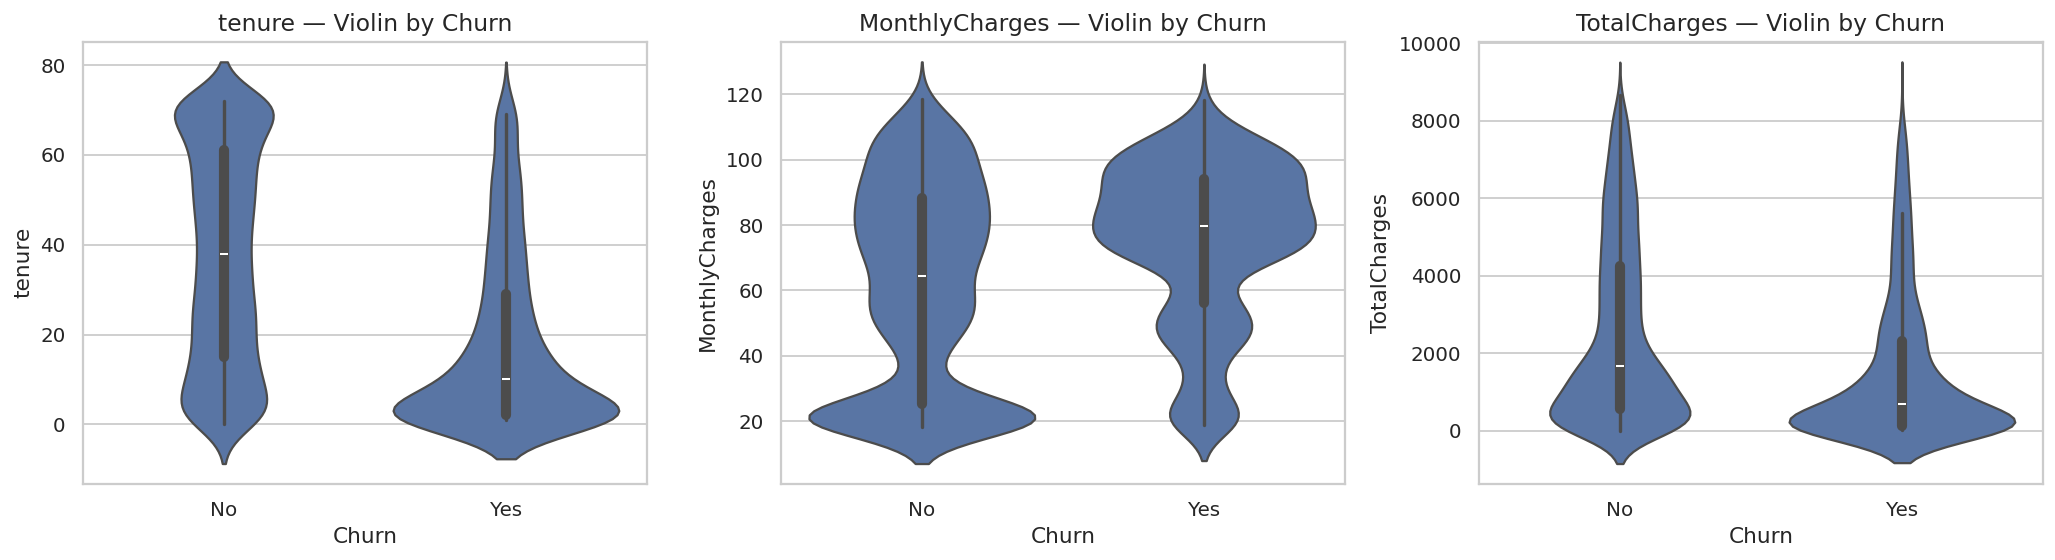 tenure — Violin by Churn
80
60
40
20
0
tenure
No
Yes
Churn
MonthlyCharges — Violin by Churn
120
100
80
60
40
20
MonthlyCharges
No
Yes
Churn
TotalCharges — Violin by Churn
10000
8000
6000
4000
2000
0
TotalCharges
No
Yes
Churn